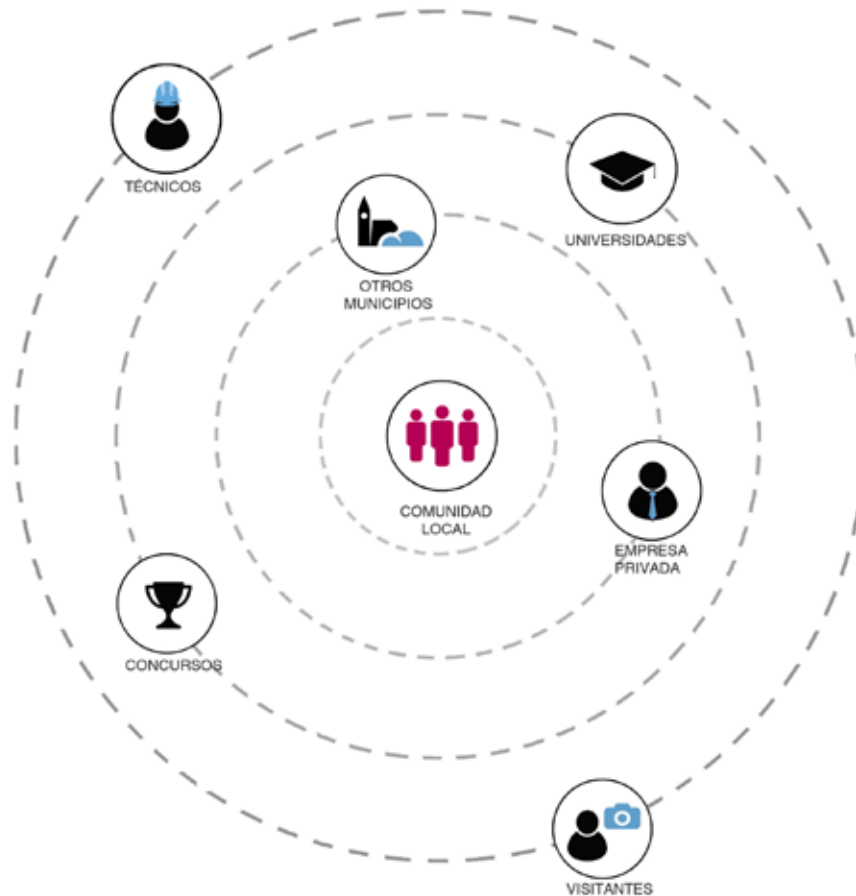 TÉCNICOS
UNIVERSIDADES
OTROS
MUNICIPIOS
COMUNIDAD
LOCAL
EMPRESA
PRIVADA
CONCURSOS
VISITANTES